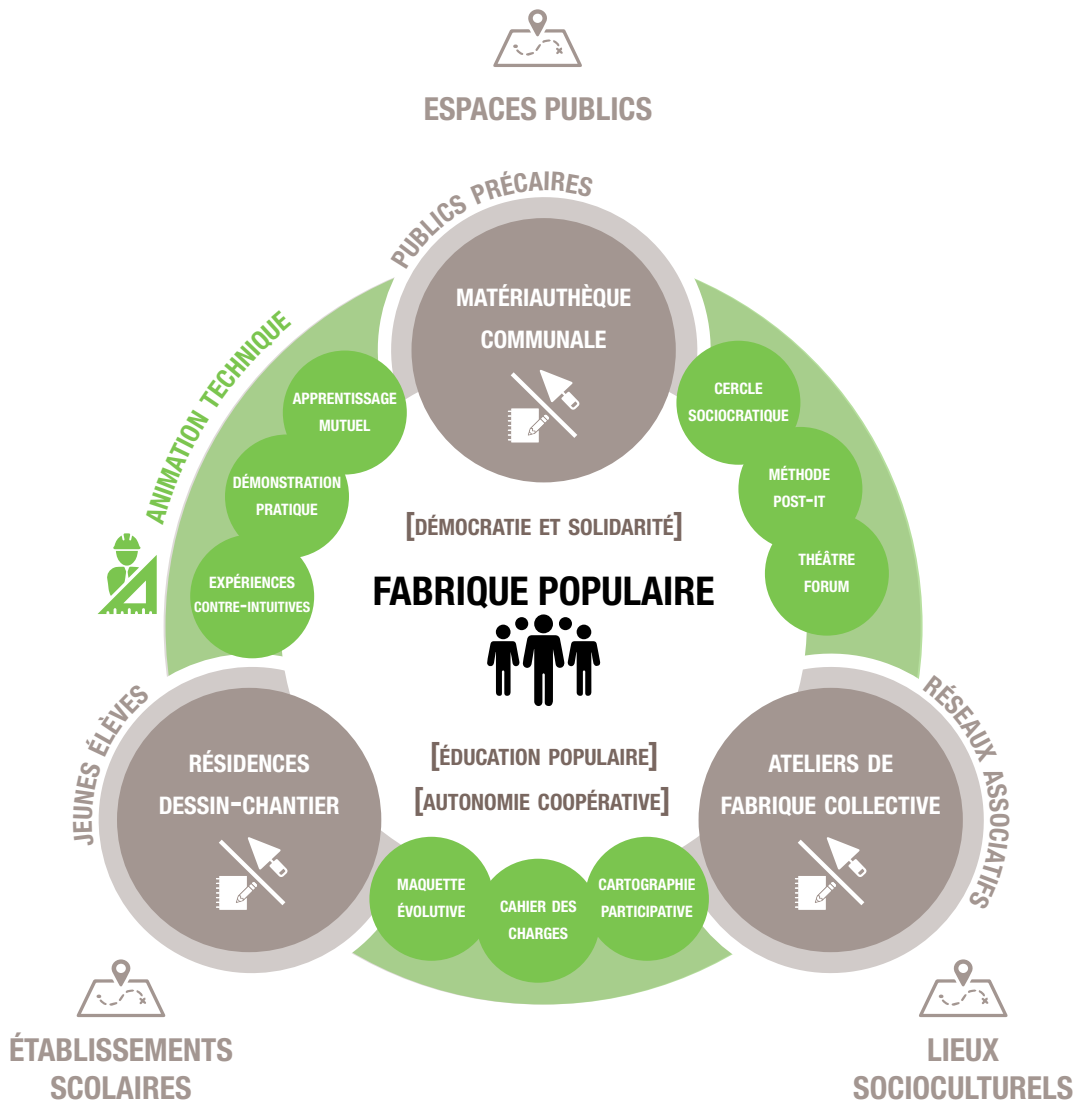 ESPACES PUBLICS
PUBLICS PRÉCAIRES
MATÉRIAUTHÈQUE
COMMUNALE
ANIMATION TECHNIQUE
APPRENTISSAGE
MUTUEL
DÉMONSTRATION
PRATIQUE
EXPÉRIENCES
CONTRE-INTUITIVES
CERCLE
SOCIOCRATIQUE
MÉTHODE
POST-IT
THÉÂTRE
FORUM
[DÉMOCRATIE ET SOLIDARITÉ]
FABRIQUE POPULAIRE
[ÉDUCATION POPULAIRE]
[AUTONOMIE COOPÉRATIVE]
JEUNES ÉLÈVES
RÉSIDENCES
DESSIN-CHANTIER
RÉSEAUX ASSOCIATIFS
ATELIERS DE
FABRIQUE COLLECTIVE
MAQUETTE
ÉVOLUTIVE
CAHIER DES
CHARGES
CARTOGRAPHIE
PARTICIPATIVE
ÉTABLISSEMENTS
SCOLAIRES
LIEUX
SOCIOCULTURELS